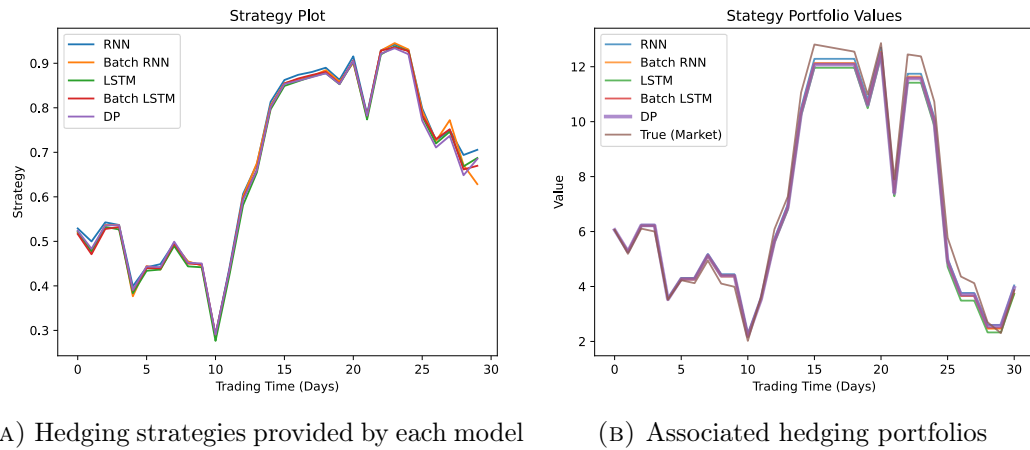 Strategy Plot
RNN
Batch RNN
LSTM
Batch LSTM
DP
Strategy
0.9
0.8
0.7
0.6
0.5
0.4
0.3
0 5 10 15 20 25 30
Trading Time (Days)
A) Hedging strategies provided by each model
Stategy Portfolio Values
RNN
Batch RNN
LSTM
Batch LSTM
DP
True (Market)
Value
12
10
8
6
4
2
0 5 10 15 20 25 30
Trading Time (Days)
(B) Associated hedging portfolios